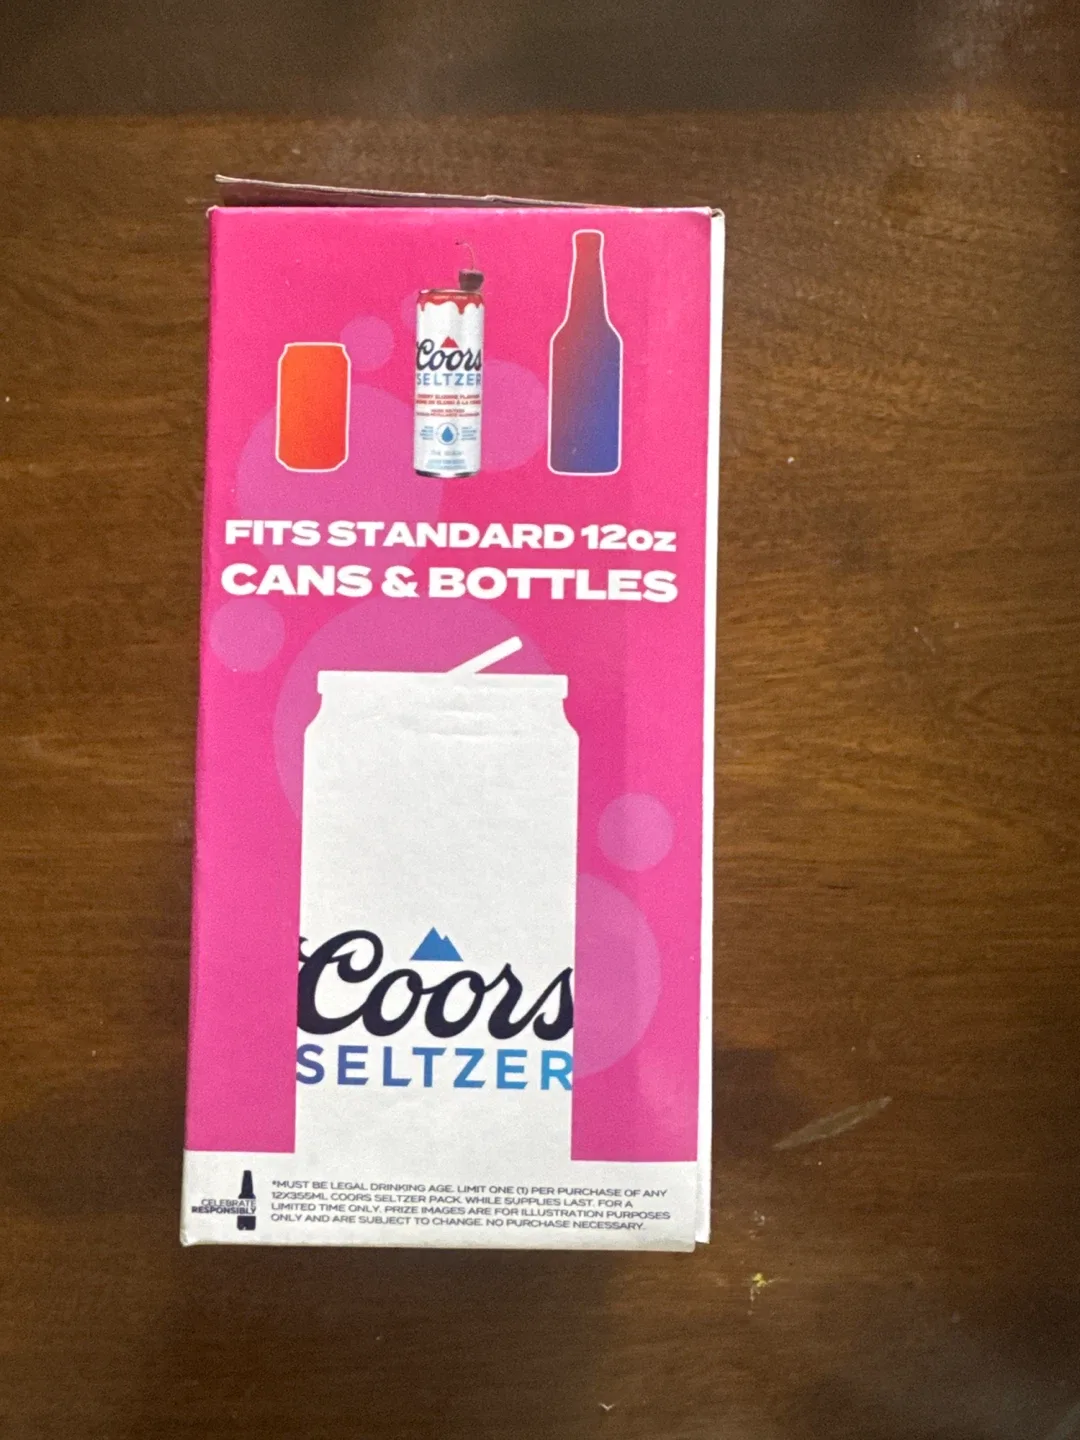 Coors
SELTZER
FITS STANDARD 12oz
CANS & BOTTLES
Coors
SELTZER
CELEBRATE
RESPONSIBLY
*MUST BE LEGAL DRINKING AGE. LIMIT ONE (1) PER PURCHASE OF ANY
12X355ML COORS SELTZER PACK. WHILE SUPPLIES LAST. FOR A
LIMITED TIME ONLY. PRIZE IMAGES ARE FOR ILLUSTRATION PURPOSES
ONLY AND ARE SUBJECT TO CHANGE. NO PURCHASE NECESSARY.